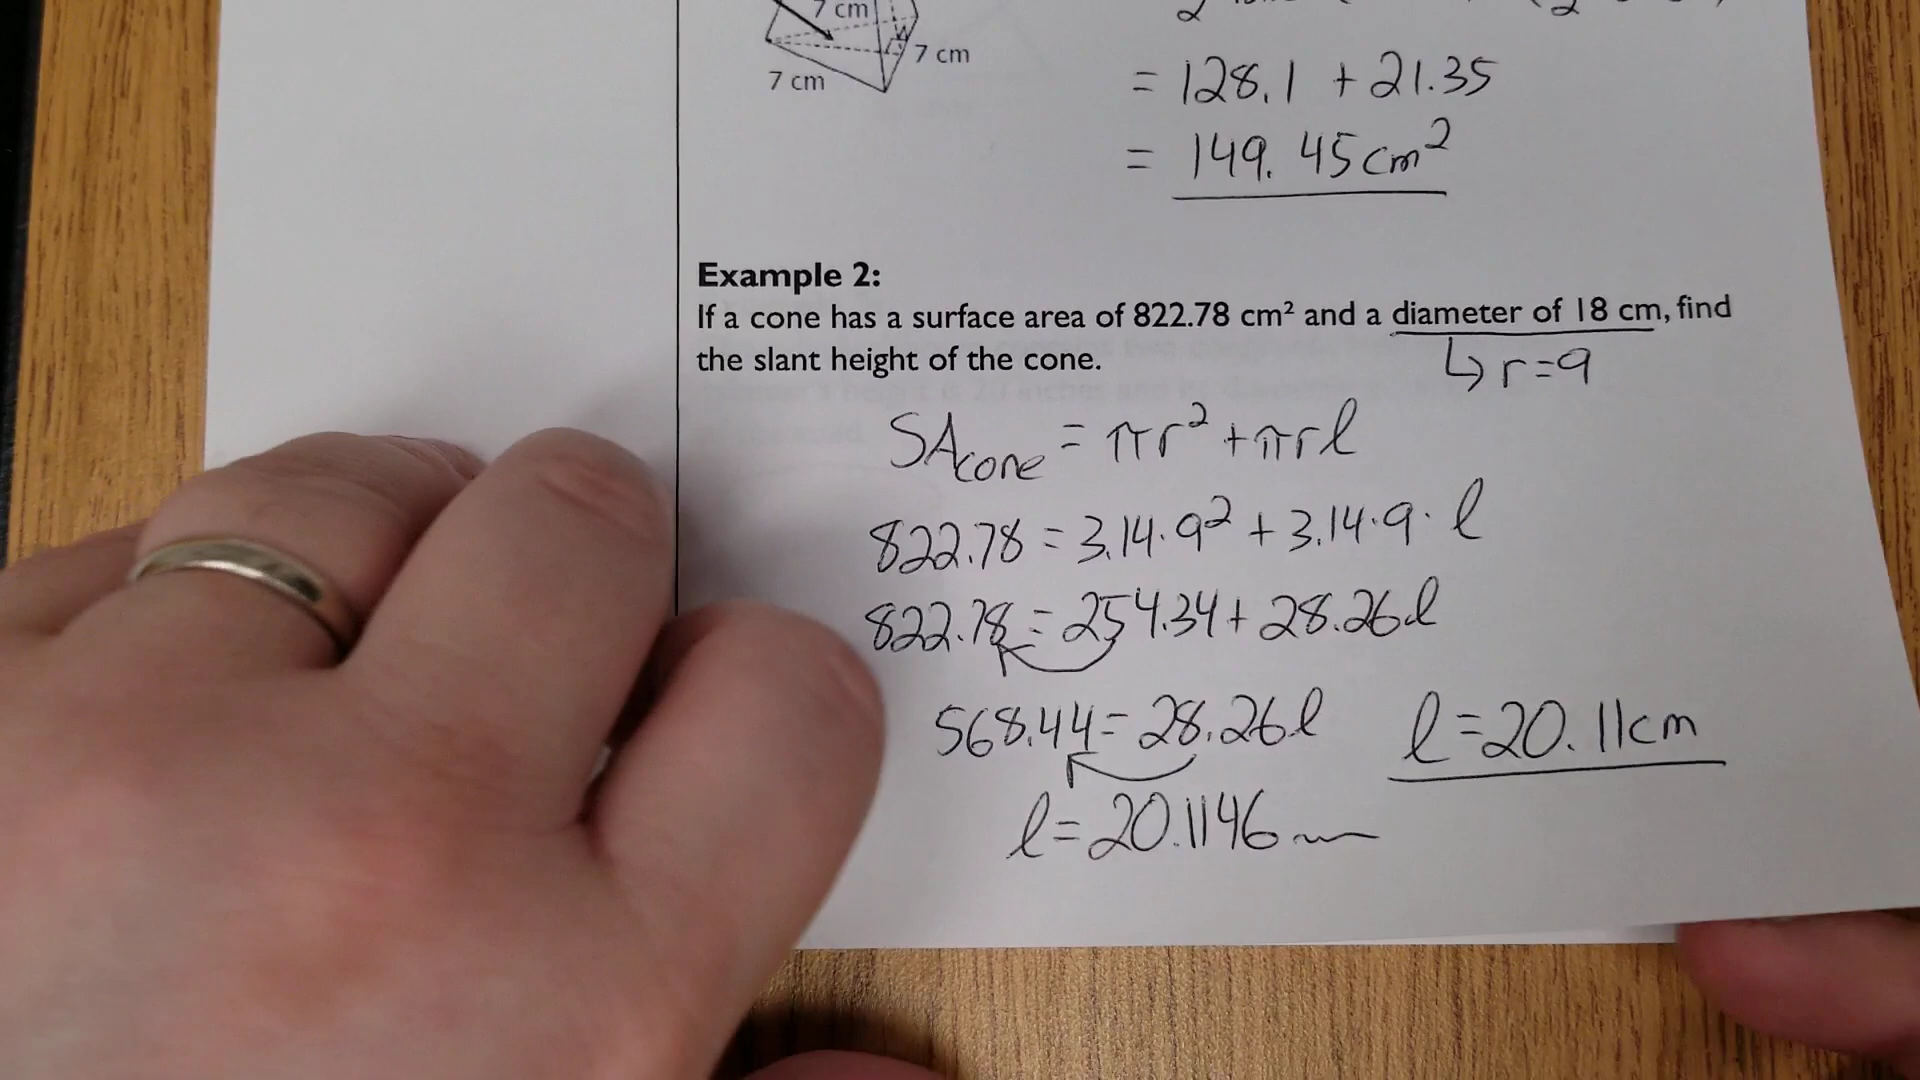 7 cm
7 cm
7 cm
= 128.1 + 21.35
= 149.45 cm²
Example 2:
If a cone has a surface area of 822.78 cm² and a diameter of 18 cm, find
the slant height of the cone.
↳ r=9
SAcone = πr² + πrl
822.78 = 3.14·9² + 3.14·9·l
822.78 = 254.34 + 28.26l
568.44 = 28.26l
l = 20.11cm
l = 20.1146